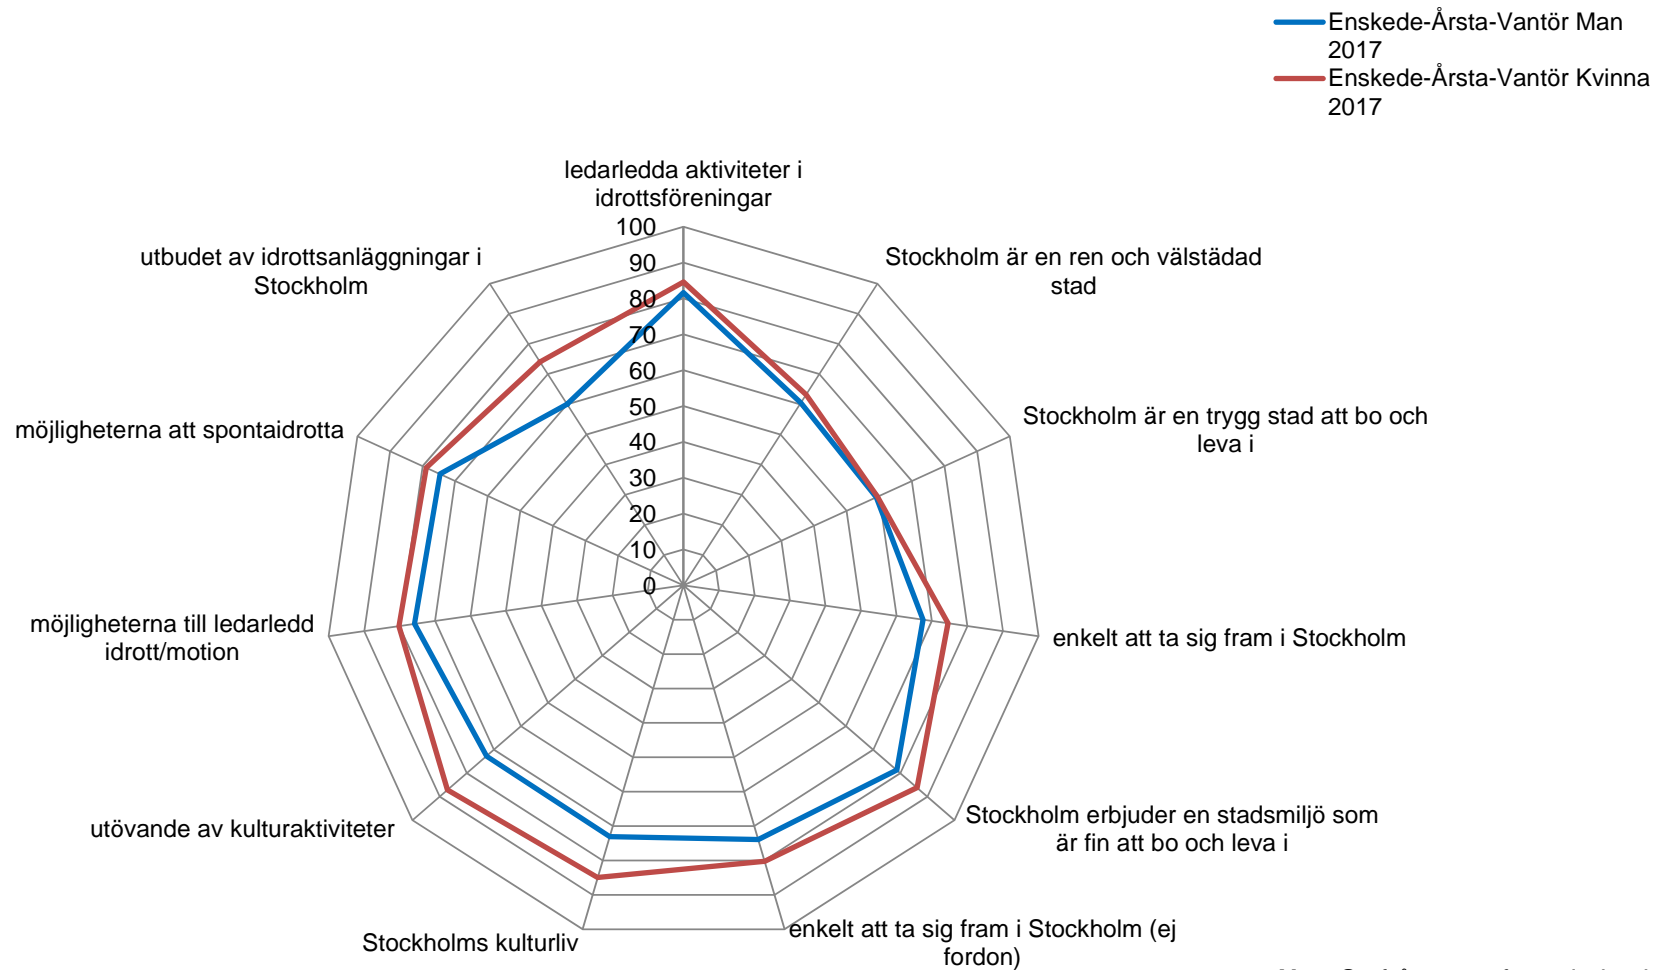 Enskede-Årsta-Vantör Man
2017
Enskede-Årsta-Vantör Kvinna
2017
ledarledda aktiviteter i
idrottsföreningar
Stockholm är en ren och välstädad
stad
Stockholm är en trygg stad att bo och
leva i
enkelt att ta sig fram i Stockholm
Stockholm erbjuder en stadsmiljö som
är fin att bo och leva i
enkelt att ta sig fram i Stockholm (ej
fordon)
Stockholms kulturliv
utövande av kulturaktiviteter
möjligheterna till ledarledd
idrott/motion
möjligheterna att spontaidrotta
utbudet av idrottsanläggningar i
Stockholm
100
90
80
70
60
50
40
30
20
10
0